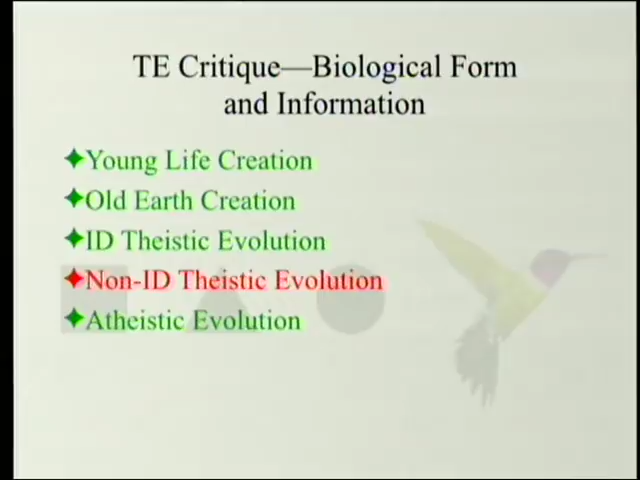 TE Critique—Biological Form
and Information
Young Life Creation
Old Earth Creation
ID Theistic Evolution
Non-ID Theistic Evolution
Atheistic Evolution